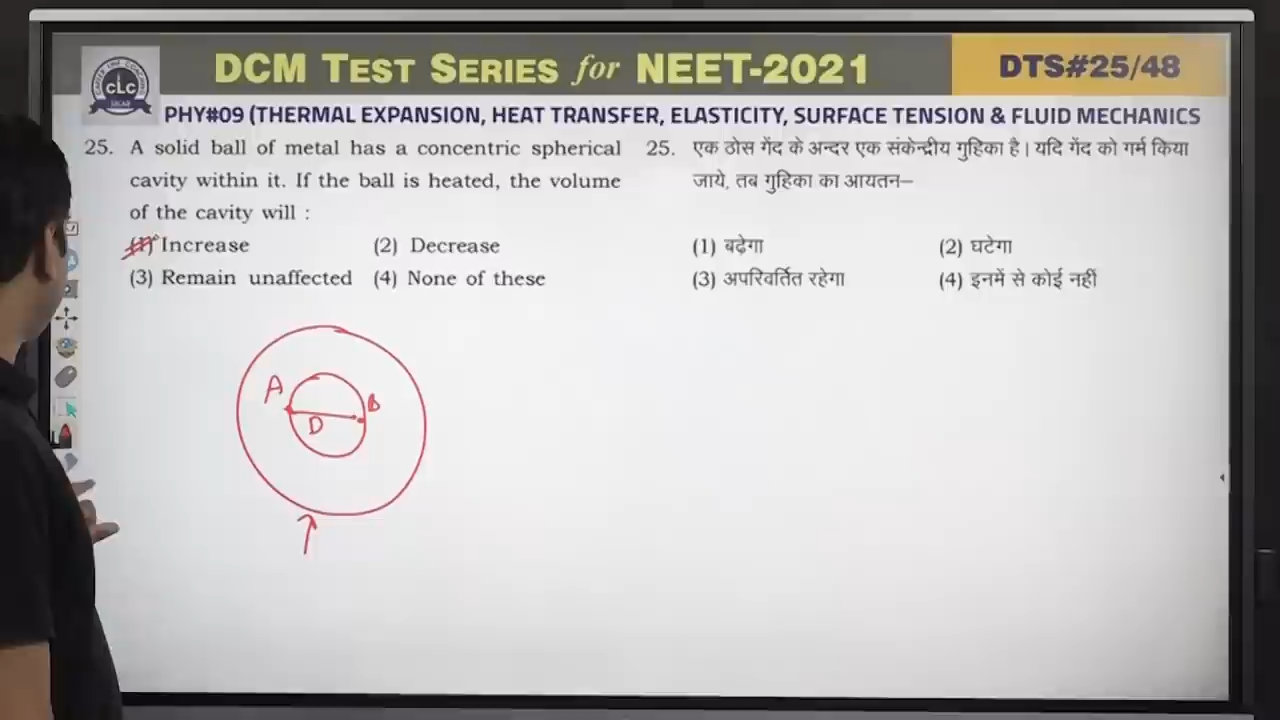 DCM TEST SERIES for NEET-2021
DTS#25/48
CLC
PHY#09 (THERMAL EXPANSION, HEAT TRANSFER, ELASTICITY, SURFACE TENSION & FLUID MECHANICS
25. A solid ball of metal has a concentric spherical
cavity within it. If the ball is heated, the volume
of the cavity will :
(1) Increase (2) Decrease
(3) Remain unaffected (4) None of these
25. एक ठोस गेंद के अन्दर एक संकेन्द्रीय गुहिका है। यदि गेंद को गर्म किया
जाये, तब गुहिका का आयतन–
(1) बढ़ेगा (2) घटेगा
(3) अपरिवर्तित रहेगा (4) इनमें से कोई नहीं
A
B
D